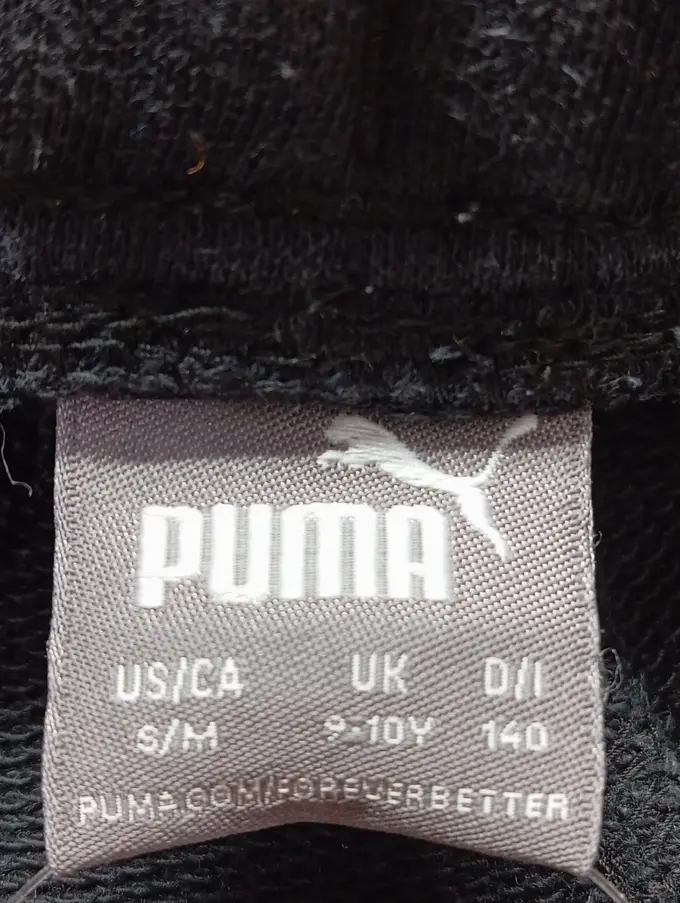 PUMA
US/CA UK D/I
S/M 9-10Y 140
PUMA.COM/FOREVERBETTER